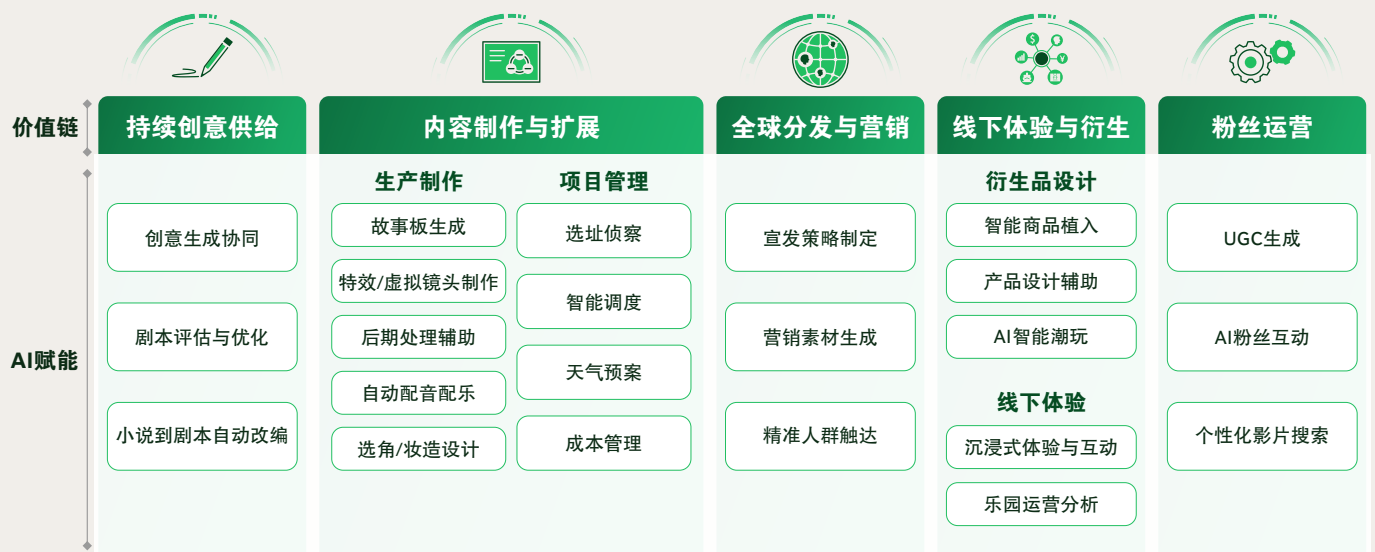 价值链
持续创意供给
内容制作与扩展
全球分发与营销
线下体验与衍生
粉丝运营
AI赋能
创意生成协同
剧本评估与优化
小说到剧本自动改编
生产制作
故事板生成
特效/虚拟镜头制作
后期处理辅助
自动配音配乐
选角/妆造设计
项目管理
选址侦察
智能调度
天气预案
成本管理
宣发策略制定
营销素材生成
精准人群触达
衍生品设计
智能商品植入
产品设计辅助
AI智能潮玩
线下体验
沉浸式体验与互动
乐园运营分析
UGC生成
AI粉丝互动
个性化影片搜索